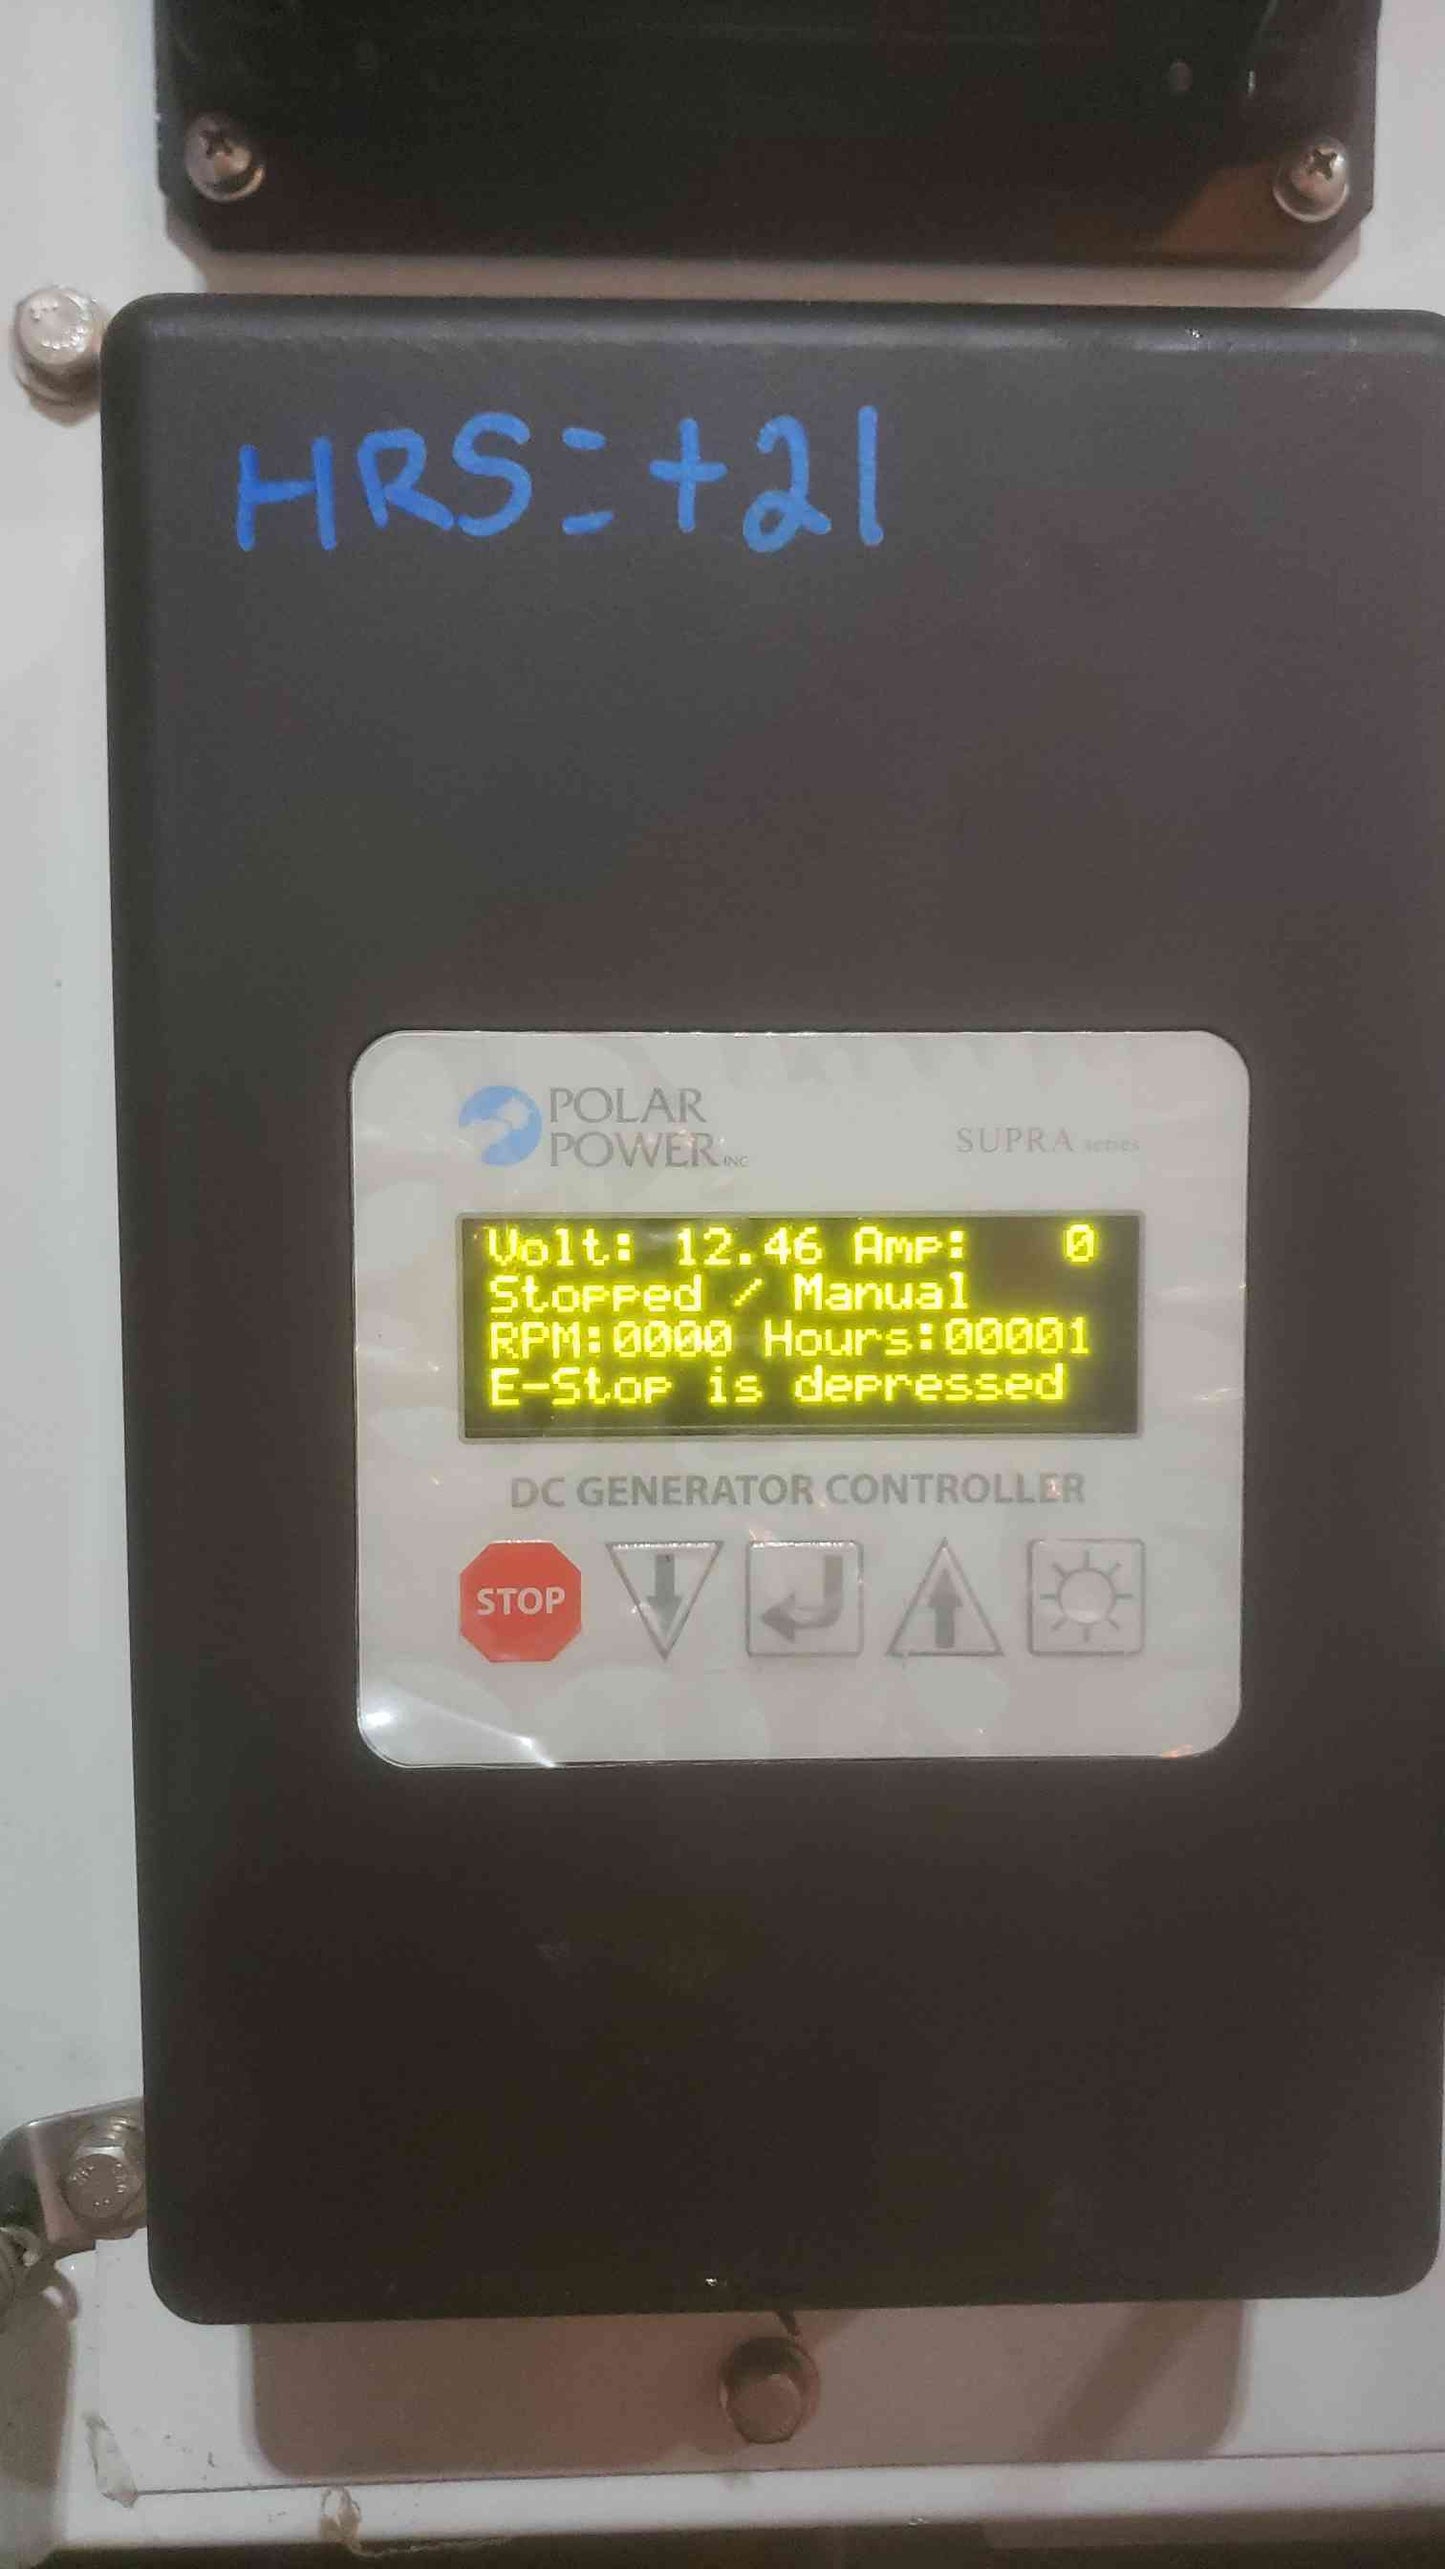 HRS=+21
POLAR
POWER INC
SUPRA series
Volt: 12.46 Amp: 0
Stopped / Manual
RPM:0000 Hours:00001
E-Stop is depressed
DC GENERATOR CONTROLLER
STOP